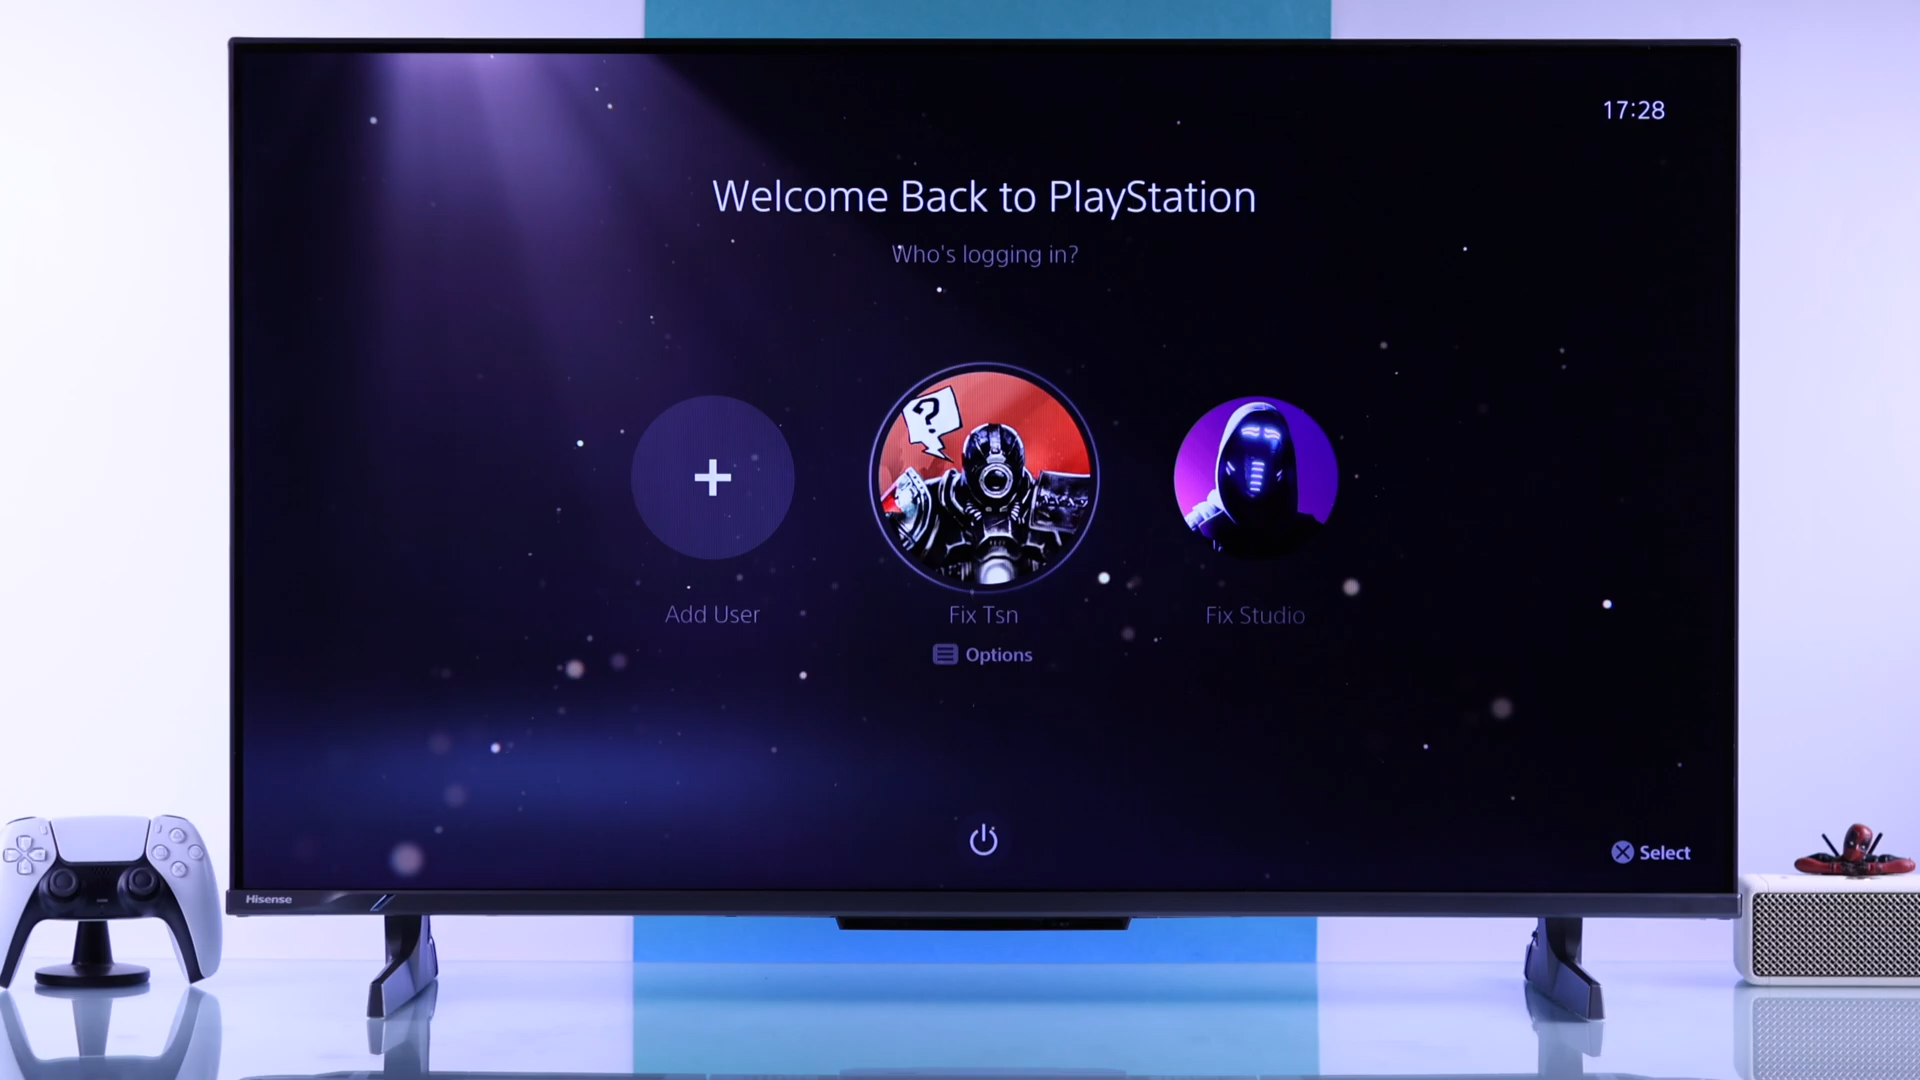 17:28
Welcome Back to PlayStation
Who's logging in?
?
Add User
Fix Tsn
Fix Studio
Options
Select
Hisense